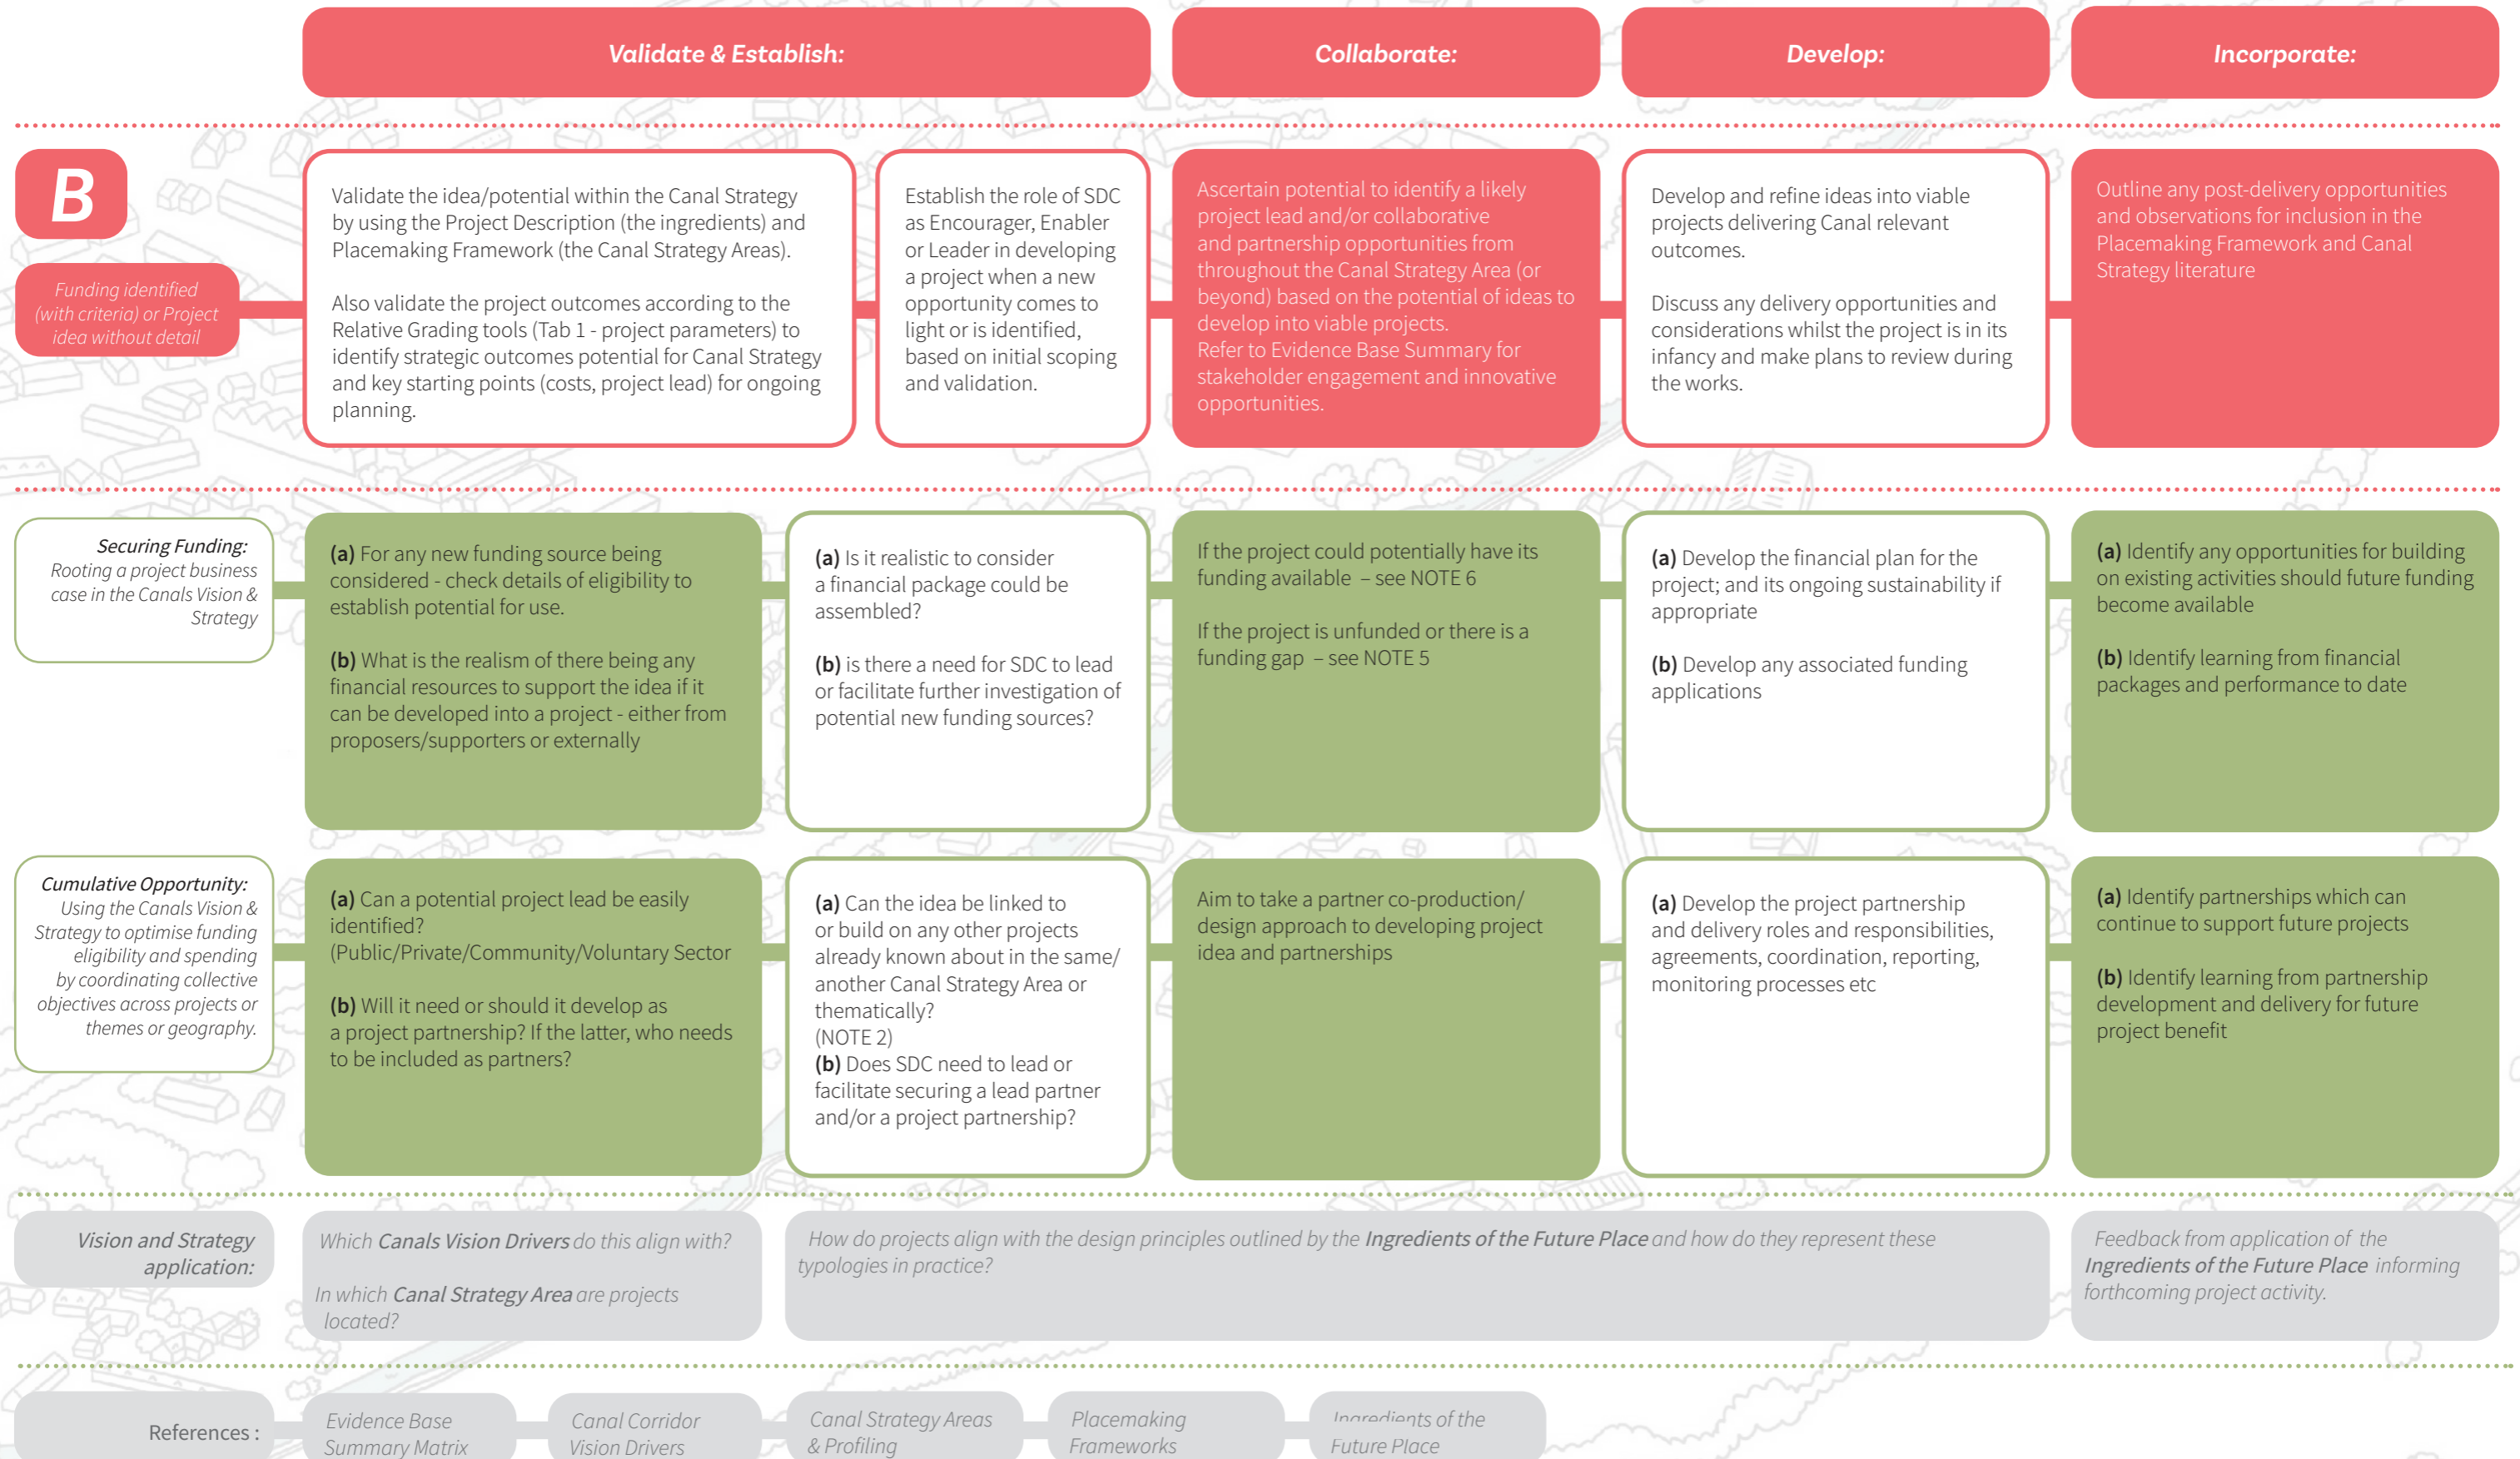 Validate & Establish:
Collaborate:
Develop:
Incorporate:
B
Funding identified
(with criteria) or Project
idea without detail
Validate the idea/potential within the Canal Strategy
by using the Project Description (the ingredients) and
Placemaking Framework (the Canal Strategy Areas).
Also validate the project outcomes according to the
Relative Grading tools (Tab 1 - project parameters) to
identify strategic outcomes potential for Canal Strategy
and key starting points (costs, project lead) for ongoing
planning.
Establish the role of SDC
as Encourager, Enabler
or Leader in developing
a project when a new
opportunity comes to
light or is identified,
based on initial scoping
and validation.
Ascertain potential to identify a likely
project lead and/or collaborative
and partnership opportunities from
throughout the Canal Strategy Area (or
beyond) based on the potential of ideas to
develop into viable projects.
Refer to Evidence Base Summary for
stakeholder engagement and innovative
opportunities.
Develop and refine ideas into viable
projects delivering Canal relevant
outcomes.
Discuss any delivery opportunities and
considerations whilst the project is in its
infancy and make plans to review during
the works.
Outline any post-delivery opportunities
and observations for inclusion in the
Placemaking Framework and Canal
Strategy literature
Securing Funding:
Rooting a project business
case in the Canals Vision &
Strategy
(a) For any new funding source being
considered - check details of eligibility to
establish potential for use.
(b) What is the realism of there being any
financial resources to support the idea if it
can be developed into a project - either from
proposers/supporters or externally
(a) Is it realistic to consider
a financial package could be
assembled?
(b) is there a need for SDC to lead
or facilitate further investigation of
potential new funding sources?
If the project could potentially have its
funding available – see NOTE 6
If the project is unfunded or there is a
funding gap – see NOTE 5
(a) Develop the financial plan for the
project; and its ongoing sustainability if
appropriate
(b) Develop any associated funding
applications
(a) Identify any opportunities for building
on existing activities should future funding
become available
(b) Identify learning from financial
packages and performance to date
Cumulative Opportunity:
Using the Canals Vision &
Strategy to optimise funding
eligibility and spending
by coordinating collective
objectives across projects or
themes or geography.
(a) Can a potential project lead be easily
identified?
(Public/Private/Community/Voluntary Sector
(b) Will it need or should it develop as
a project partnership? If the latter, who needs
to be included as partners?
(a) Can the idea be linked to
or build on any other projects
already known about in the same/
another Canal Strategy Area or
thematically?
(NOTE 2)
(b) Does SDC need to lead or
facilitate securing a lead partner
and/or a project partnership?
Aim to take a partner co-production/
design approach to developing project
idea and partnerships
(a) Develop the project partnership
and delivery roles and responsibilities,
agreements, coordination, reporting,
monitoring processes etc
(a) Identify partnerships which can
continue to support future projects
(b) Identify learning from partnership
development and delivery for future
project benefit
Vision and Strategy
application:
Which Canals Vision Drivers do this align with?
In which Canal Strategy Area are projects
located?
How do projects align with the design principles outlined by the Ingredients of the Future Place and how do they represent these
typologies in practice?
Feedback from application of the
Ingredients of the Future Place informing
forthcoming project activity.
References :
Evidence Base
Summary Matrix
Canal Corridor
Vision Drivers
Canal Strategy Areas
& Profiling
Placemaking
Frameworks
Ingredients of the
Future Place